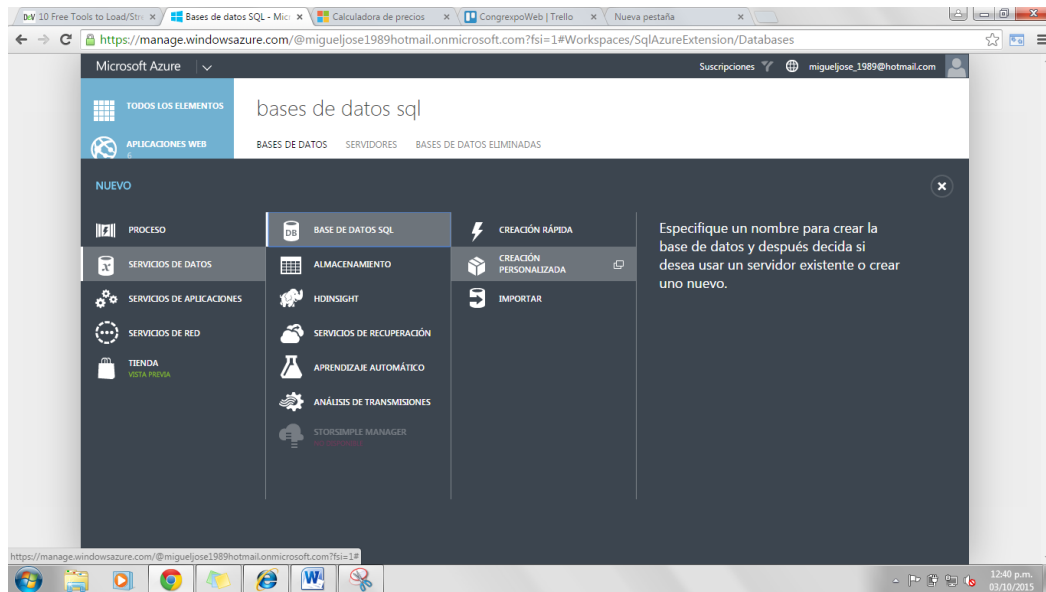 10 Free Tools to Load/Str
Bases de datos SQL - Micr
Calculadora de precios
CongrexpoWeb | Trello
Nueva pestaña
https://manage.windowsazure.com/@migueljose1989hotmail.onmicrosoft.com?fsi=1#Workspaces/SqlAzureExtension/Databases
Microsoft Azure
Suscripciones
migueljose_1989@hotmail.com
TODOS LOS ELEMENTOS
APLICACIONES WEB
6
bases de datos sql
BASES DE DATOS
SERVIDORES
BASES DE DATOS ELIMINADAS
NUEVO
PROCESO
SERVICIOS DE DATOS
SERVICIOS DE APLICACIONES
SERVICIOS DE RED
TIENDA
VISTA PREVIA
DB
BASE DE DATOS SQL
ALMACENAMIENTO
HDINSIGHT
SERVICIOS DE RECUPERACIÓN
APRENDIZAJE AUTOMÁTICO
ANÁLISIS DE TRANSMISIONES
STORSIMPLE MANAGER
CREACIÓN RÁPIDA
CREACIÓN
PERSONALIZADA
IMPORTAR
Especifique un nombre para crear la
base de datos y después decida si
desea usar un servidor existente o crear
uno nuevo.
https://manage.windowsazure.com/@migueljose1989hotmail.onmicrosoft.com?fsi=1#
12:40 p.m.
03/10/2015